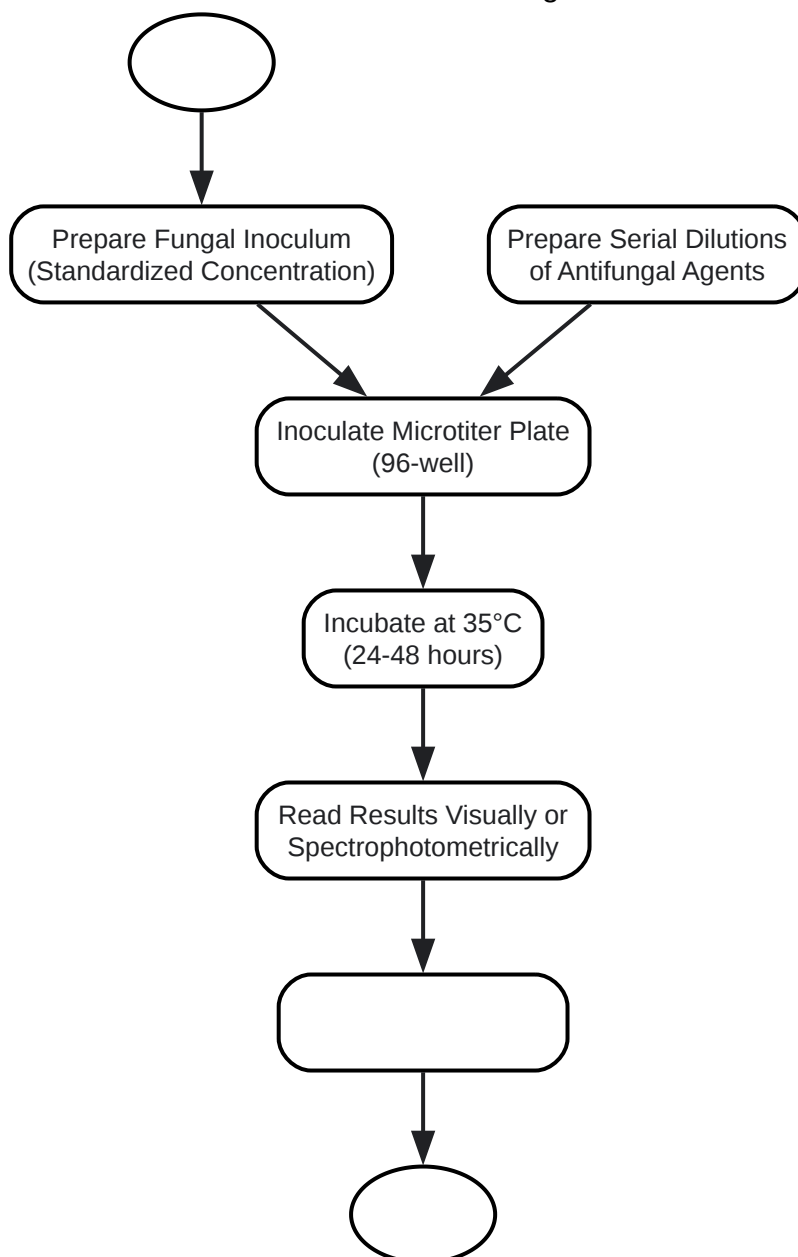 Prepare Fungal Inoculum
(Standardized Concentration)
Prepare Serial Dilutions
of Antifungal Agents
Inoculate Microtiter Plate
(96-well)
Incubate at 35°C
(24-48 hours)
Read Results Visually or
Spectrophotometrically